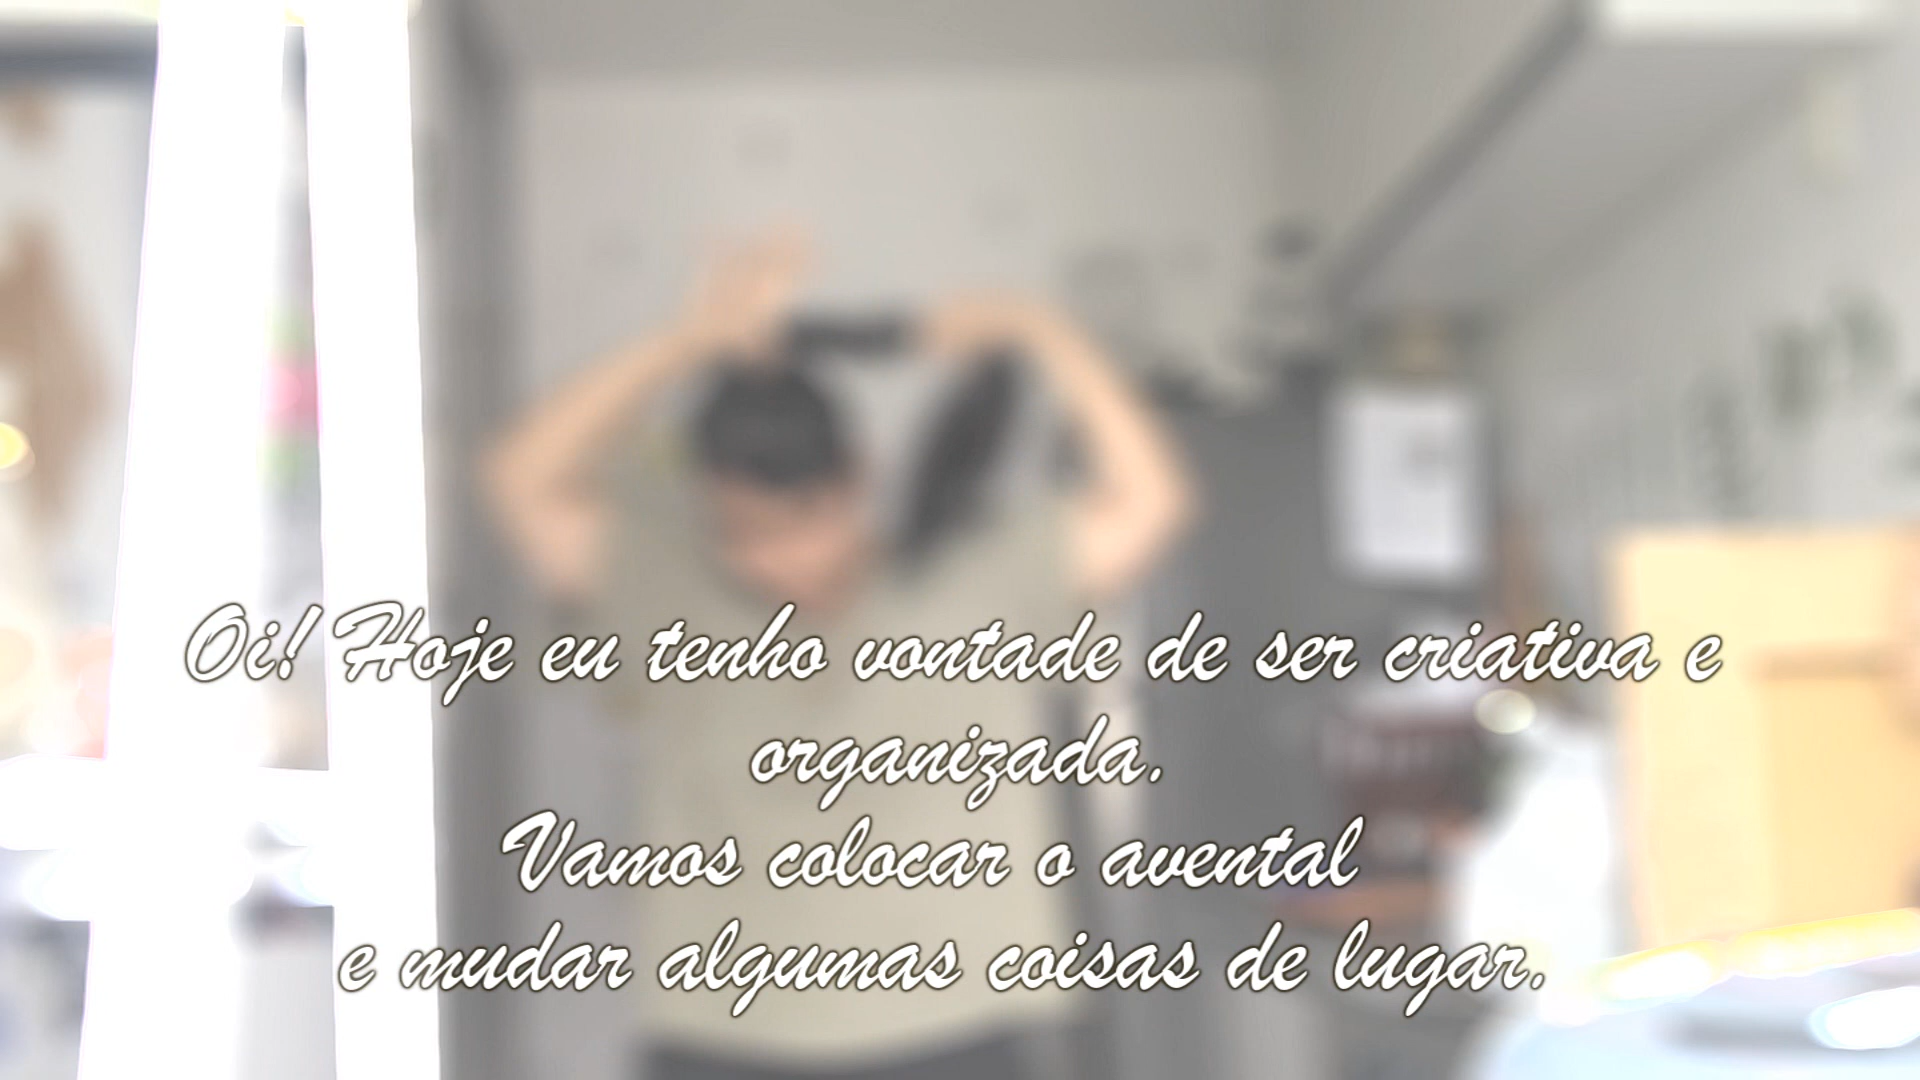 Oi! Hoje eu tenho vontade de ser criativa e
organizada.
Vamos colocar o avental
e mudar algumas coisas de lugar.